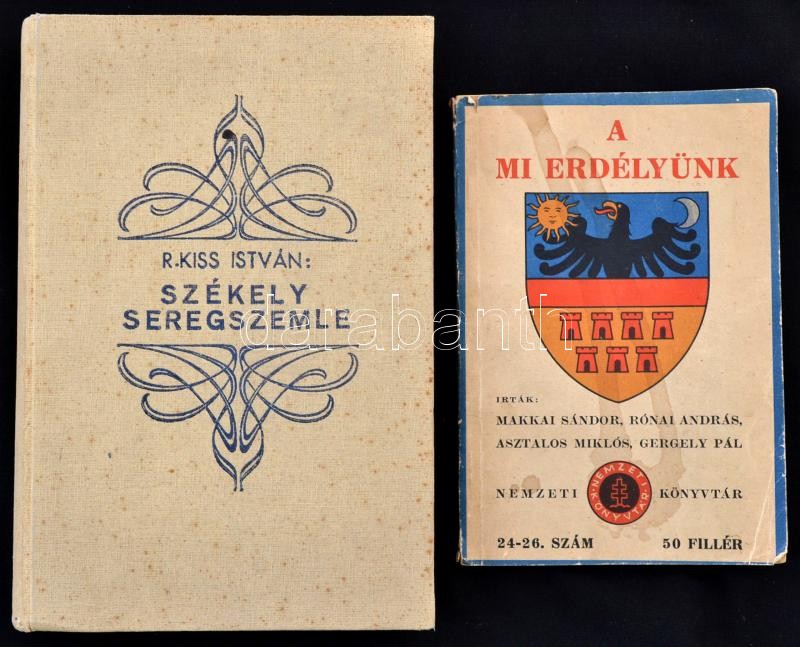 R.KISS ISTVÁN:
SZÉKELY
SEREGSZEMLE
A
MI ERDÉLYÜNK
IRTÁK:
MAKKAI SÁNDOR, RÓNAI ANDRÁS,
ASZTALOS MIKLÓS, GERGELY PÁL
NEMZETI KÖNYVTÁR
NEMZETI KÖNYVTÁR
24-26. SZÁM 50 FILLÉR
darabanth